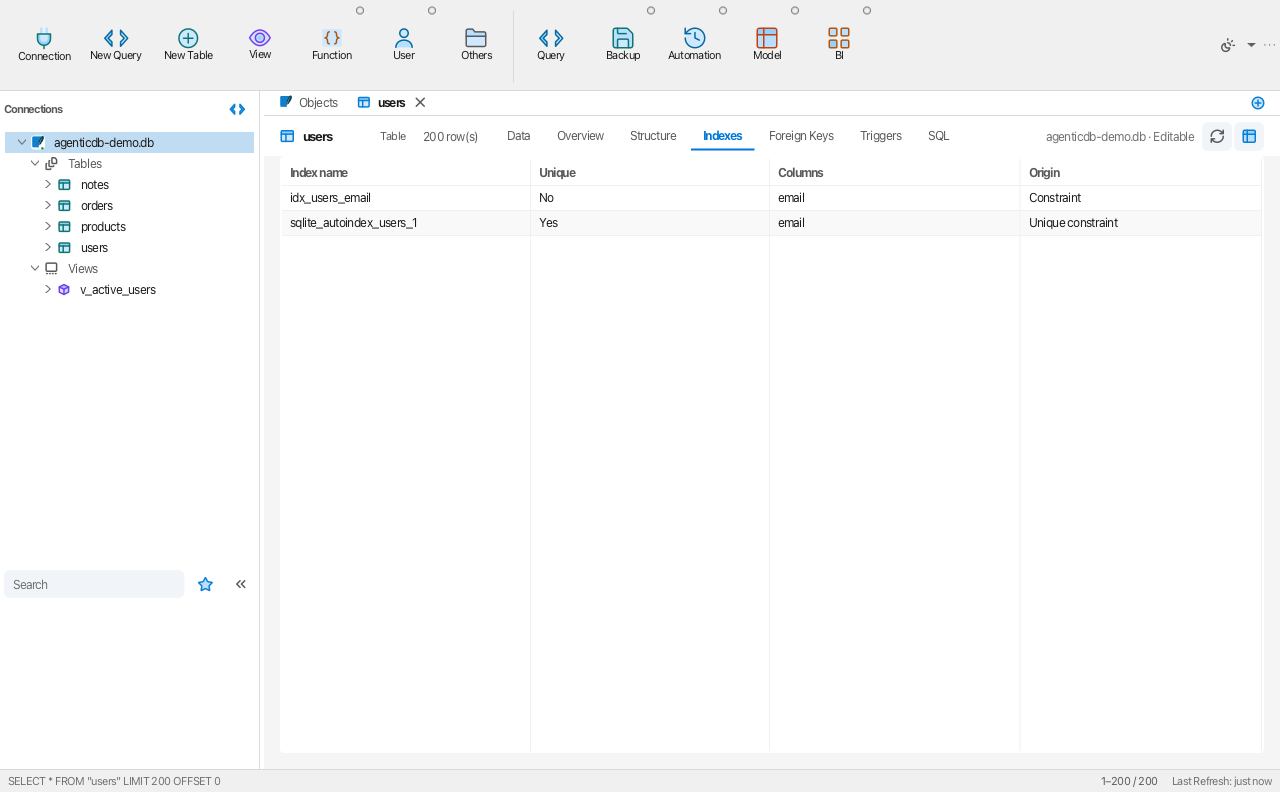 Connection
New Query
New Table
View
Function
User
Others
Query
Backup
Automation
Model
BI
Connections
agenticdb-demo.db
Tables
notes
orders
products
users
Views
v_active_users
Search
Objects
users
users
Table
200 row(s)
Data
Overview
Structure
Indexes
Foreign Keys
Triggers
SQL
agenticdb-demo.db · Editable
Index name Unique Columns Origin
idx_users_email No email Constraint
sqlite_autoindex_users_1 Yes email Unique constraint
SELECT * FROM "users" LIMIT 200 OFFSET 0
1–200 / 200
Last Refresh: just now